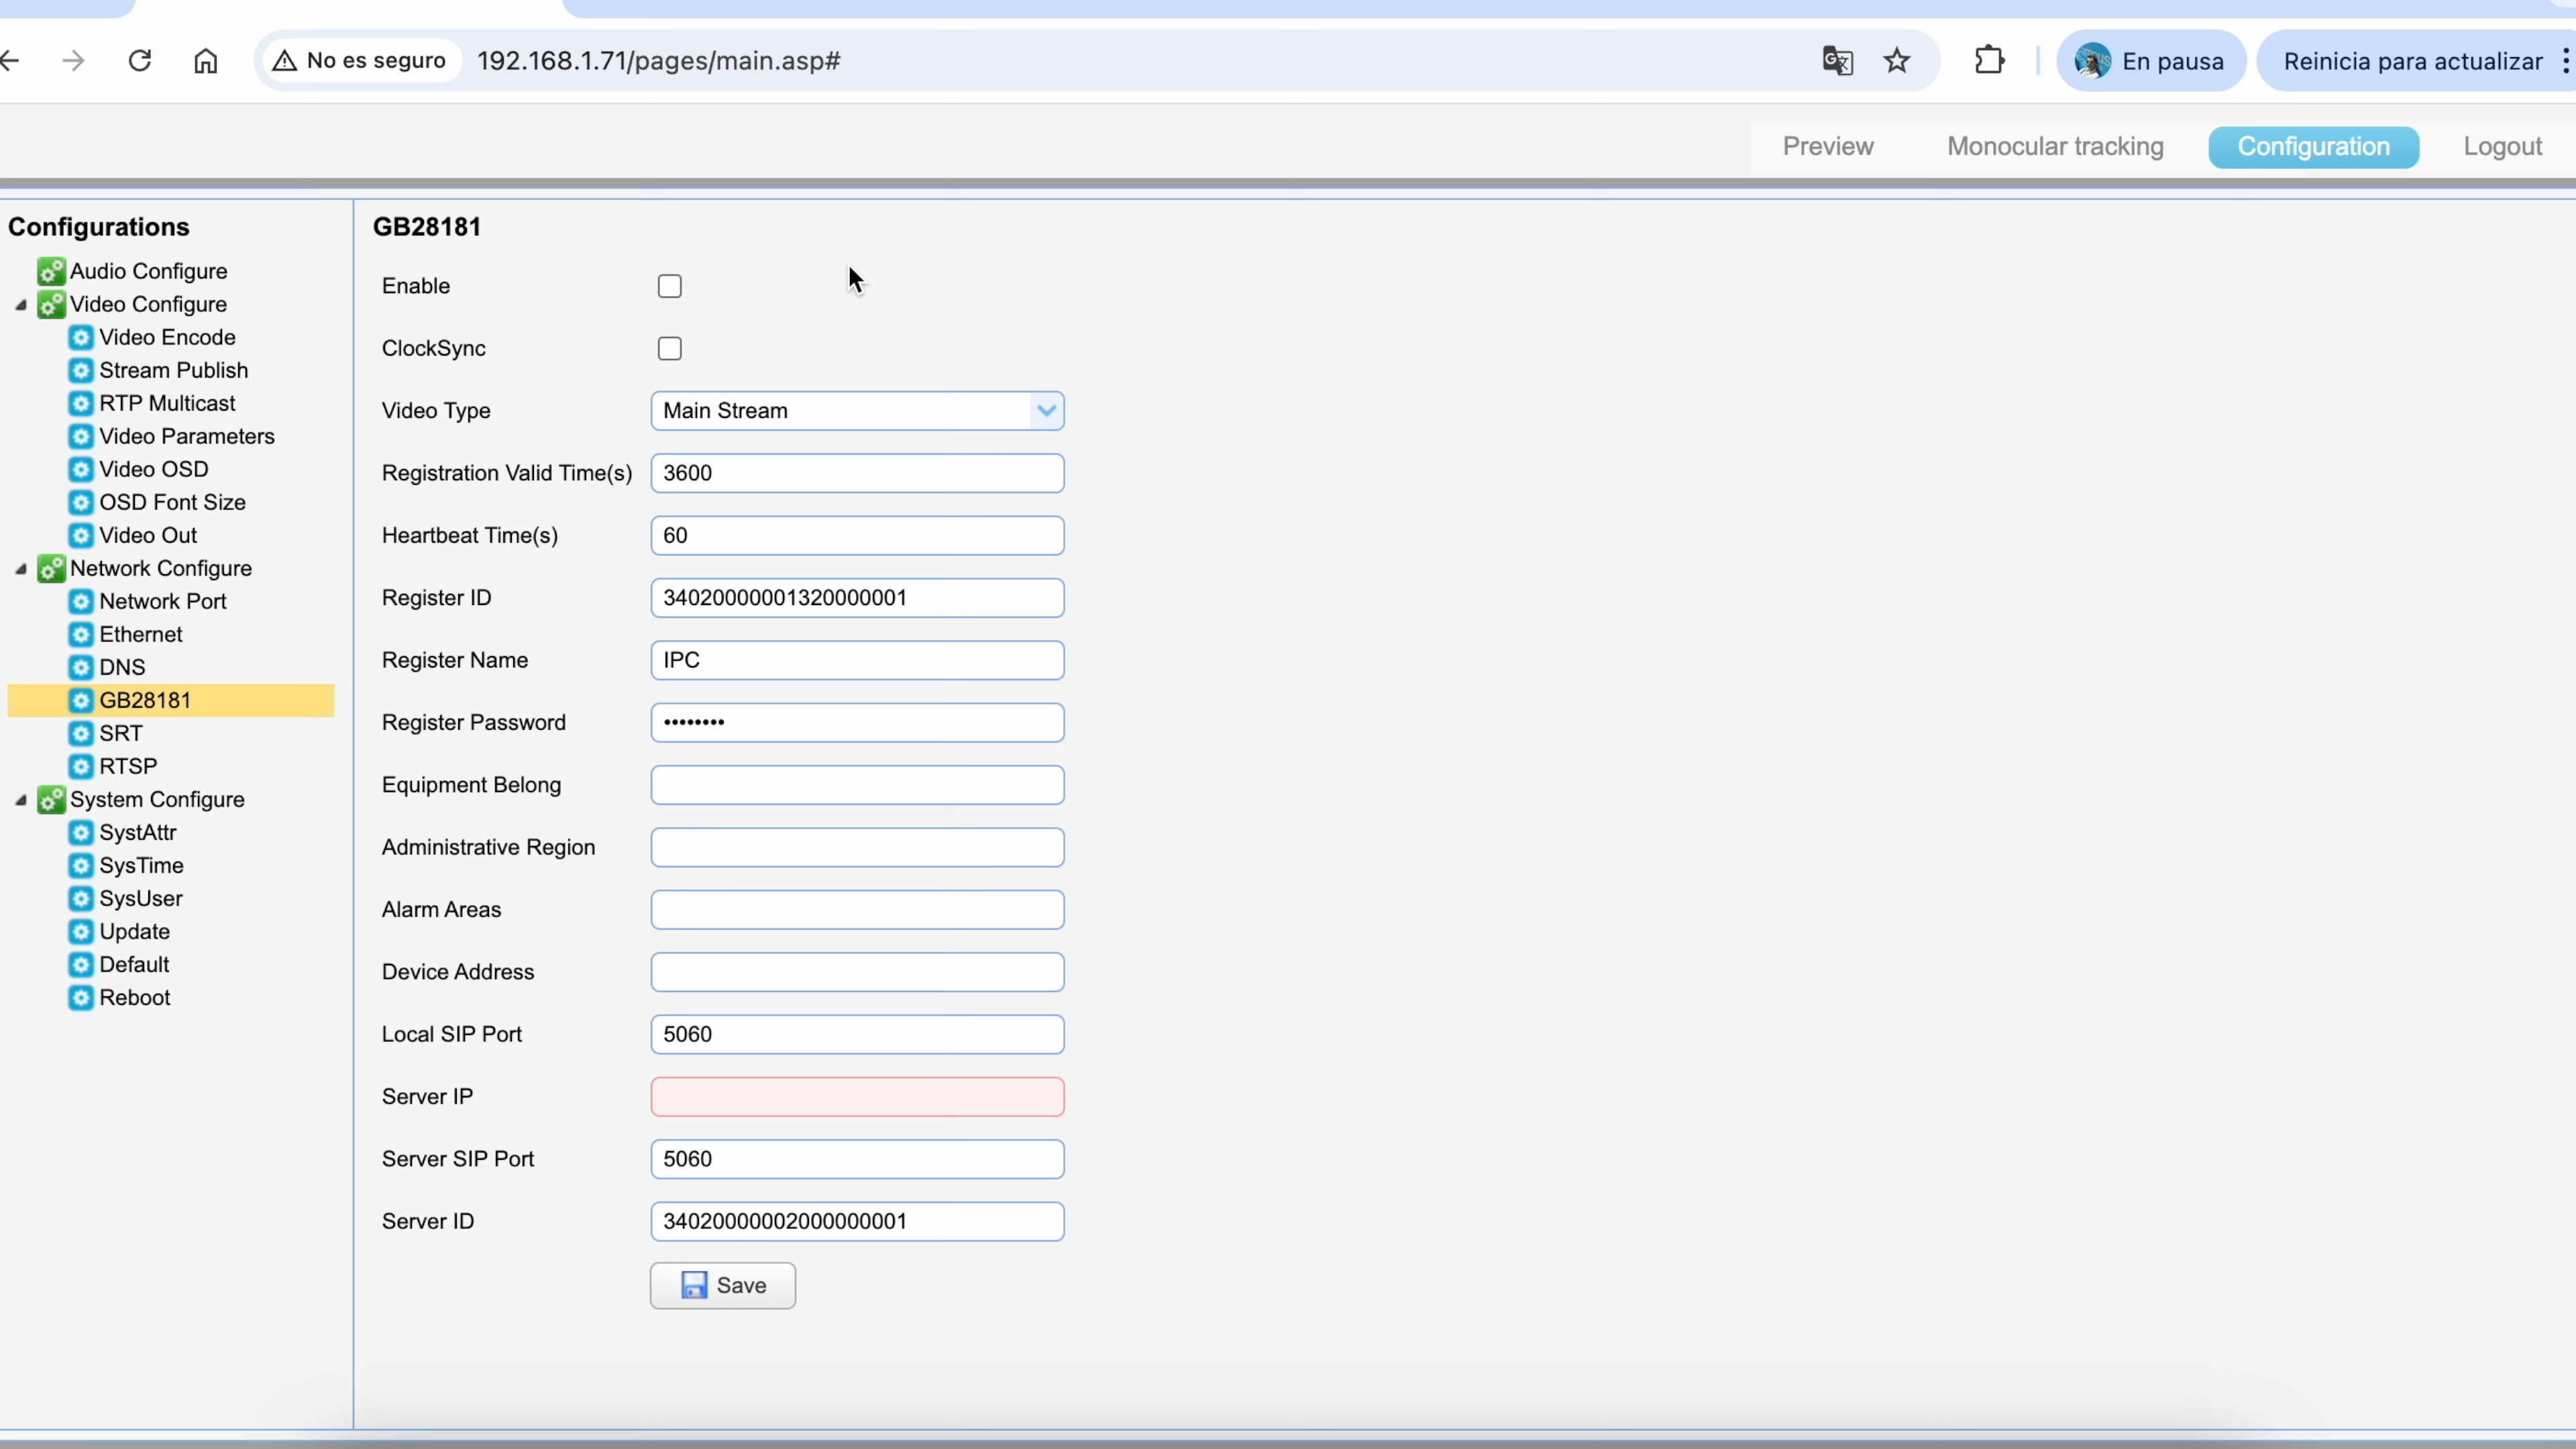 No es seguro
192.168.1.71/pages/main.asp#
En pausa
Reinicia para actualizar
Preview
Monocular tracking
Configuration
Logout
Configurations
Audio Configure
Video Configure
Video Encode
Stream Publish
RTP Multicast
Video Parameters
Video OSD
OSD Font Size
Video Out
Network Configure
Network Port
Ethernet
DNS
GB28181
SRT
RTSP
System Configure
SystAttr
SysTime
SysUser
Update
Default
Reboot
GB28181
Enable
ClockSync
Video Type Main Stream
Registration Valid Time(s) 3600
Heartbeat Time(s) 60
Register ID 34020000001320000001
Register Name IPC
Register Password ••••••••
Equipment Belong
Administrative Region
Alarm Areas
Device Address
Local SIP Port 5060
Server IP
Server SIP Port 5060
Server ID 34020000002000000001
Save